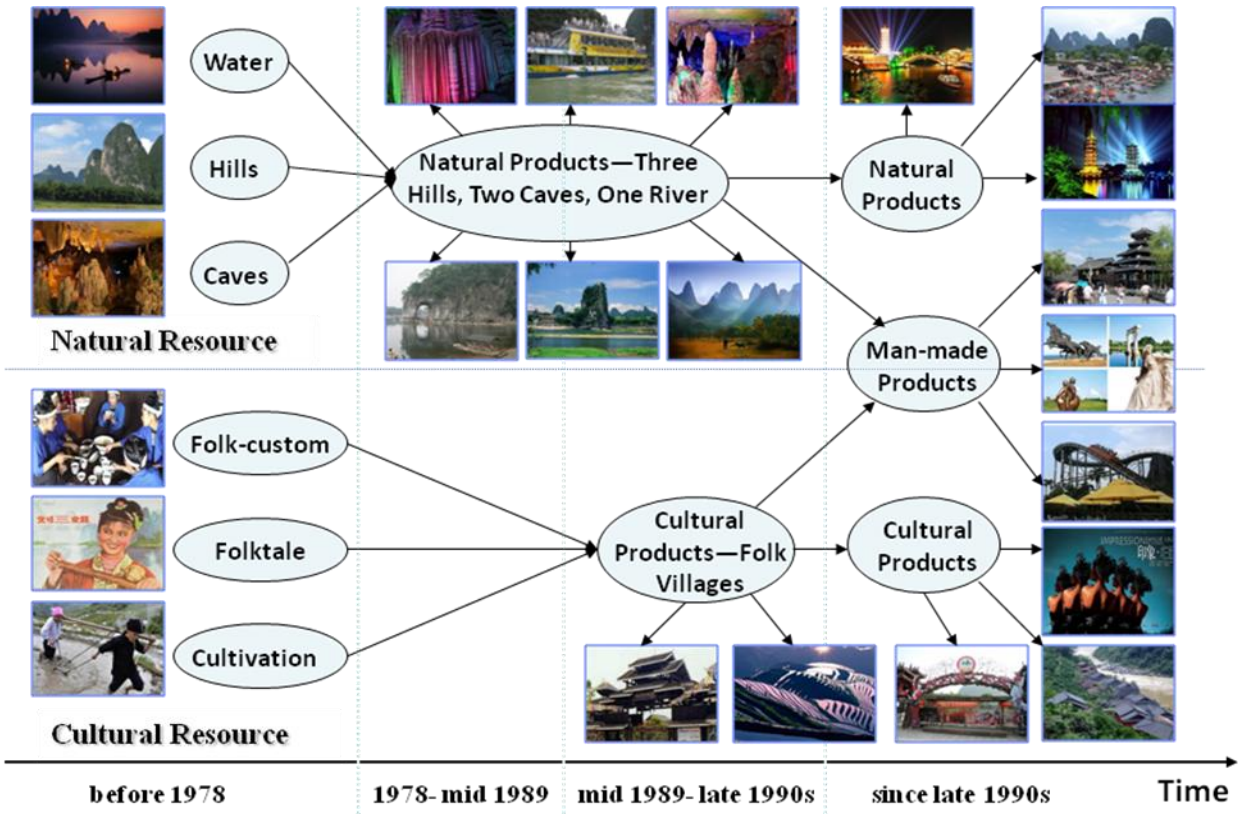 Water
Hills
Caves
Natural Resource
Natural Products—Three
Hills, Two Caves, One River
Natural
Products
Man-made
Products
Folk-custom
Folktale
Cultivation
Cultural Resource
Cultural
Products—Folk
Villages
Cultural
Products
before 1978
1978- mid 1989
mid 1989- late 1990s
since late 1990s
Time